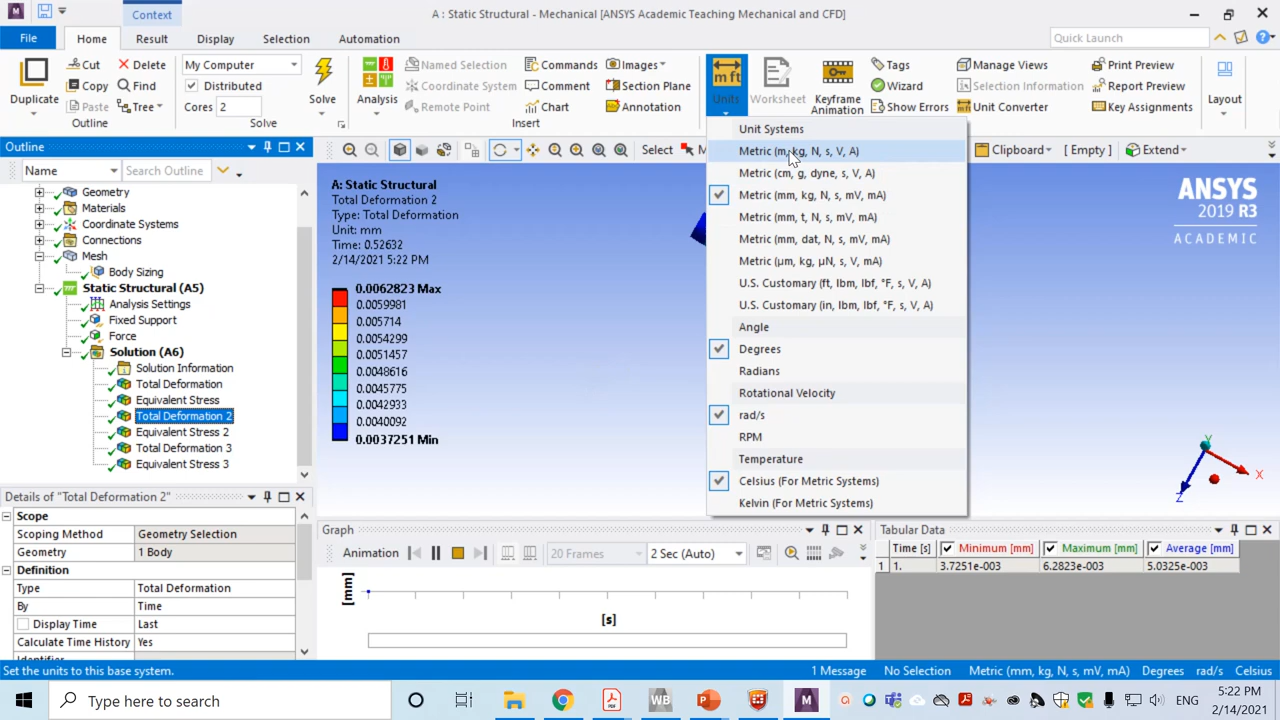 Context
A : Static Structural - Mechanical [ANSYS Academic Teaching Mechanical and CFD]
File
Home
Result
Display
Selection
Automation
Quick Launch
Duplicate
Cut
Copy
Paste
Delete
Find
Tree
Outline
My Computer
Distributed
Cores 2
Solve
Solve
Analysis
Named Selection
Coordinate System
Remote Point
Commands
Comment
Chart
Images
Section Plane
Annotation
Insert
m ft
Units
Worksheet
Keyframe
Animation
Tags
Wizard
Show Errors
Manage Views
Selection Information
Unit Converter
Print Preview
Report Preview
Key Assignments
Layout
Outline
Name
Search Outline
Geometry
Materials
Coordinate Systems
Connections
Mesh
Body Sizing
Static Structural (A5)
Analysis Settings
Fixed Support
Force
Solution (A6)
Solution Information
Total Deformation
Equivalent Stress
Total Deformation 2
Equivalent Stress 2
Total Deformation 3
Equivalent Stress 3
Select
Clipboard
[ Empty ]
Extend
A: Static Structural
Total Deformation 2
Type: Total Deformation
Unit: mm
Time: 0.52632
2/14/2021 5:22 PM
0.0062823 Max
0.0059981
0.005714
0.0054299
0.0051457
0.0048616
0.0045775
0.0042933
0.0040092
0.0037251 Min
Unit Systems
Metric (m, kg, N, s, V, A)
Metric (cm, g, dyne, s, V, A)
Metric (mm, kg, N, s, mV, mA)
Metric (mm, t, N, s, mV, mA)
Metric (mm, dat, N, s, mV, mA)
Metric (µm, kg, µN, s, V, mA)
U.S. Customary (ft, lbm, lbf, °F, s, V, A)
U.S. Customary (in, lbm, lbf, °F, s, V, A)
Angle
Degrees
Radians
Rotational Velocity
rad/s
RPM
Temperature
Celsius (For Metric Systems)
Kelvin (For Metric Systems)
ANSYS
2019 R3
ACADEMIC
Y
X
Z
Details of "Total Deformation 2"
Scope
Scoping Method Geometry Selection
Geometry 1 Body
Definition
Type Total Deformation
By Time
Display Time Last
Calculate Time History Yes
Identifier
Graph
Animation
20 Frames
2 Sec (Auto)
[mm]
[s]
Tabular Data
Time [s] Minimum [mm] Maximum [mm] Average [mm]
1 1. 3.7251e-003 6.2823e-003 5.0325e-003
Set the units to this base system.
1 Message
No Selection
Metric (mm, kg, N, s, mV, mA)
Degrees
rad/s
Celsius
Type here to search
WB
M
ENG
5:22 PM
2/14/2021